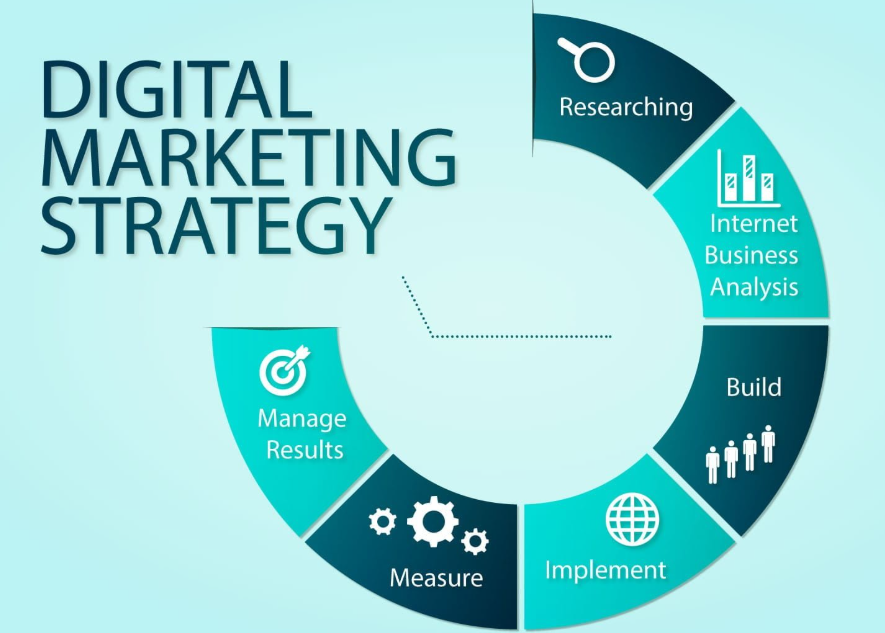 DIGITAL
MARKETING
STRATEGY
Researching
Internet
Business
Analysis
Build
Implement
Measure
Manage
Results